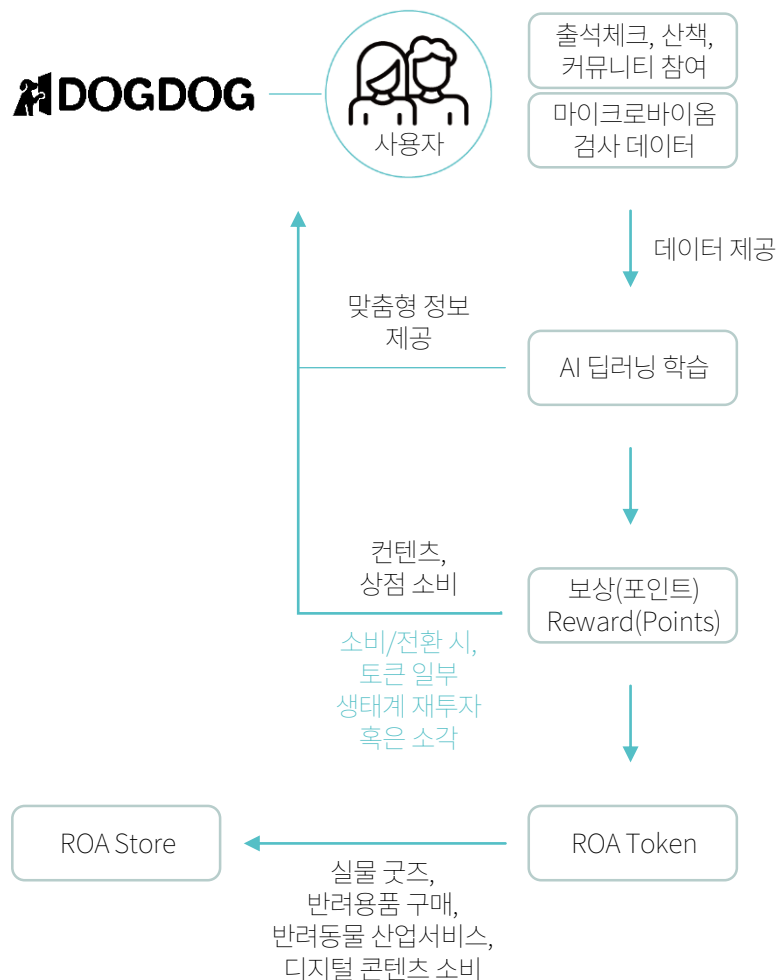 DOGDOG
사용자
출석체크, 산책,
커뮤니티 참여
마이크로바이옴
검사 데이터
데이터 제공
맞춤형 정보
제공
AI 딥러닝 학습
컨텐츠,
상점 소비
보상(포인트)
Reward(Points)
소비/전환 시,
토큰 일부
생태계 재투자
혹은 소각
ROA Store
ROA Token
실물 굿즈,
반려용품 구매,
반려동물 산업서비스,
디지털 콘텐츠 소비